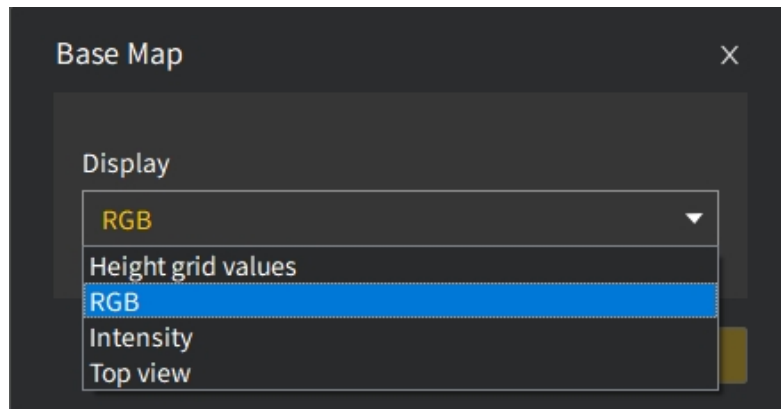 Base Map X
Display
RGB
Height grid values
RGB
Intensity
Top view